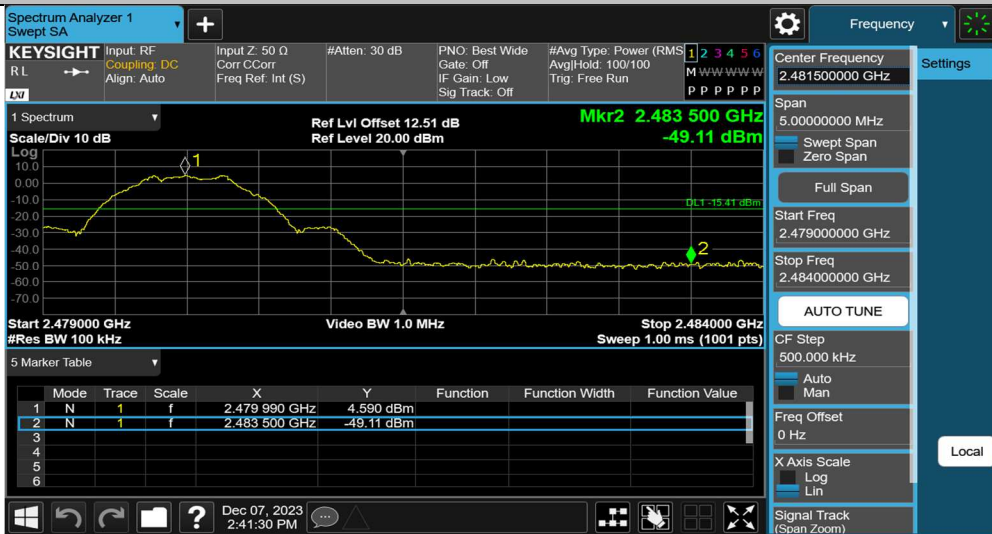 Spectrum Analyzer 1
Swept SA
Frequency
KEYSIGHT
RL
LXI
Input: RF
Coupling: DC
Align: Auto
Input Z: 50 Ω
Corr CCorr
Freq Ref: Int (S)
#Atten: 30 dB
PNO: Best Wide
Gate: Off
IF Gain: Low
Sig Track: Off
#Avg Type: Power (RMS
Avg|Hold: 100/100
Trig: Free Run
1 2 3 4 5 6
M W W W W W
P P P P P P
1 Spectrum
Scale/Div 10 dB
Ref Lvl Offset 12.51 dB
Ref Level 20.00 dBm
Mkr2 2.483 500 GHz
-49.11 dBm
Log
10.0
0.00
-10.0
-20.0
-30.0
-40.0
-50.0
-60.0
-70.0
1
DL1 -15.41 dBm
2
Start 2.479000 GHz
#Res BW 100 kHz
Video BW 1.0 MHz
Stop 2.484000 GHz
Sweep 1.00 ms (1001 pts)
5 Marker Table
Mode Trace Scale X Y Function Function Width Function Value
1 N 1 f 2.479 990 GHz 4.590 dBm
2 N 1 f 2.483 500 GHz -49.11 dBm
3
4
5
6
?
Dec 07, 2023
2:41:30 PM
Center Frequency
2.481500000 GHz
Span
5.00000000 MHz
Swept Span
Zero Span
Full Span
Start Freq
2.479000000 GHz
Stop Freq
2.484000000 GHz
AUTO TUNE
CF Step
500.000 kHz
Auto
Man
Freq Offset
0 Hz
X Axis Scale
Log
Lin
Signal Track
(Span Zoom)
Settings
Local